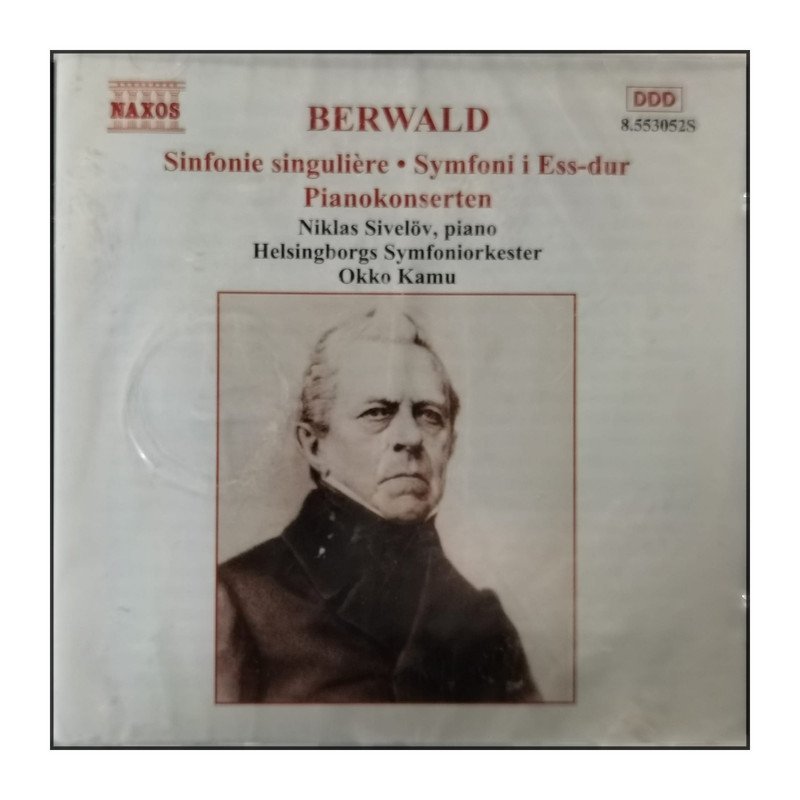 NAXOS
DDD
8.553052S
BERWALD
Sinfonie singulière • Symfoni i Ess-dur
Pianokonserten
Niklas Sivelöv, piano
Helsingborgs Symfoniorkester
Okko Kamu